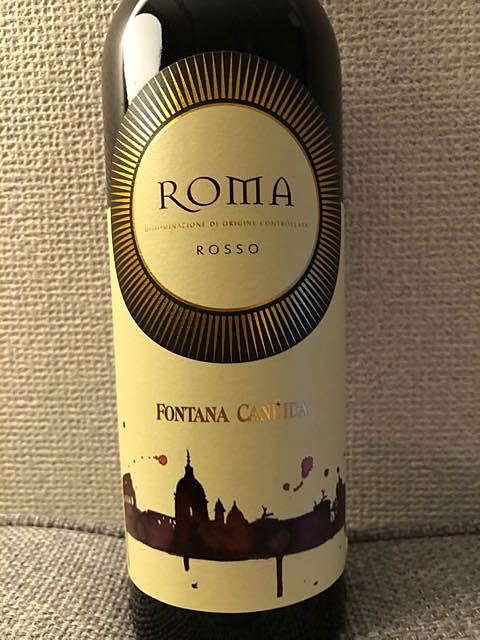 ROMA
DENOMINAZIONE DI ORIGINE CONTROLLATA
ROSSO
FONTANA CANDIDA